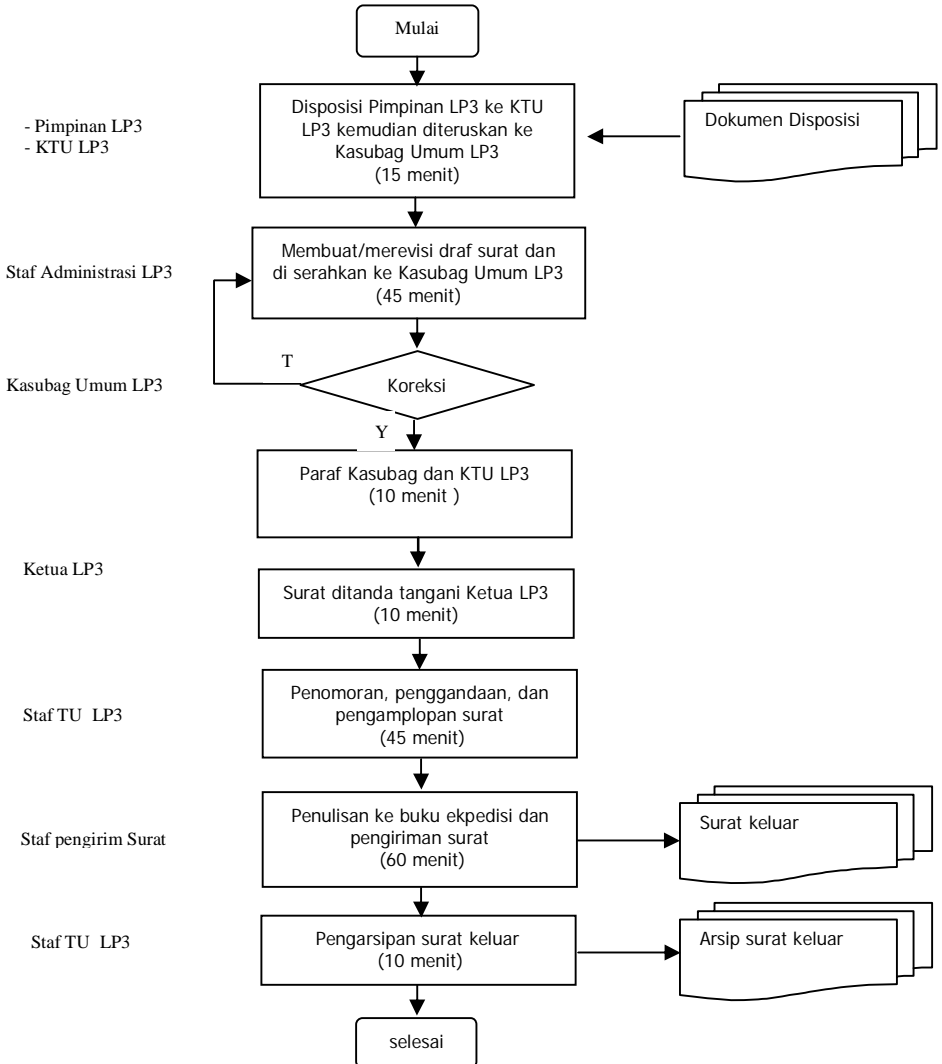 Mulai
- Pimpinan LP3
- KTU LP3
Disposisi Pimpinan LP3 ke KTU
LP3 kemudian diteruskan ke
Kasubag Umum LP3
(15 menit)
Dokumen Disposisi
Staf Administrasi LP3
Membuat/merevisi draf surat dan
di serahkan ke Kasubag Umum LP3
(45 menit)
T
Kasubag Umum LP3
Koreksi
Y
Paraf Kasubag dan KTU LP3
(10 menit )
Ketua LP3
Surat ditanda tangani Ketua LP3
(10 menit)
Staf TU LP3
Penomoran, penggandaan, dan
pengamplopan surat
(45 menit)
Staf pengirim Surat
Penulisan ke buku ekpedisi dan
pengiriman surat
(60 menit)
Surat keluar
Staf TU LP3
Pengarsipan surat keluar
(10 menit)
Arsip surat keluar
selesai